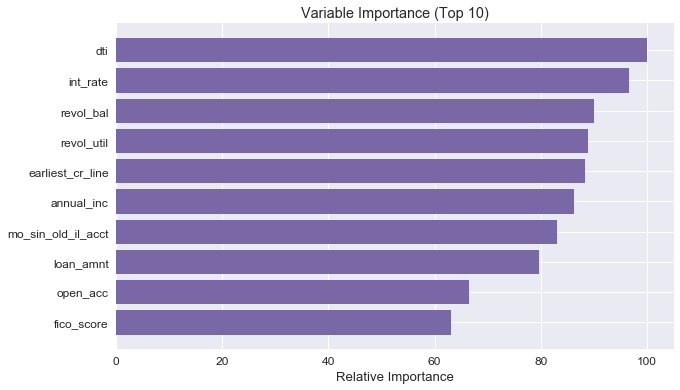 Variable Importance (Top 10)
dti
int_rate
revol_bal
revol_util
earliest_cr_line
annual_inc
mo_sin_old_il_acct
loan_amnt
open_acc
fico_score
0 20 40 60 80 100
Relative Importance